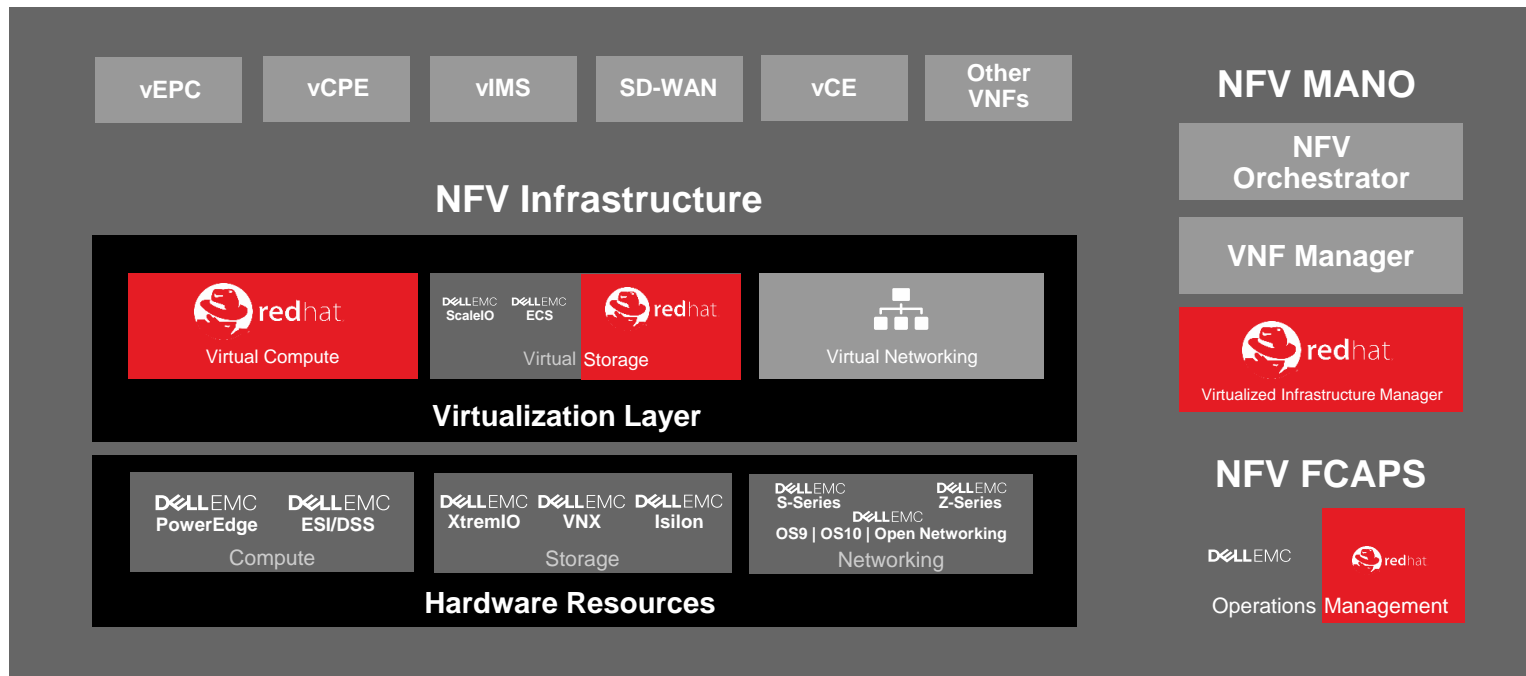 vEPC
vCPE
vIMS
SD-WAN
vCE
Other
VNFs
NFV Infrastructure
redhat
Virtual Compute
DELLEMC
ScaleIO
DELLEMC
ECS
redhat
Virtual Storage
Virtual Networking
Virtualization Layer
DELLEMC
PowerEdge
DELLEMC
ESI/DSS
Compute
DELLEMC
XtremIO
DELLEMC
VNX
DELLEMC
Isilon
Storage
DELLEMC
S-Series
DELLEMC
Z-Series
DELLEMC
OS9 | OS10 | Open Networking
Networking
Hardware Resources
NFV MANO
NFV
Orchestrator
VNF Manager
redhat
Virtualized Infrastructure Manager
NFV FCAPS
DELLEMC
redhat
Operations Management